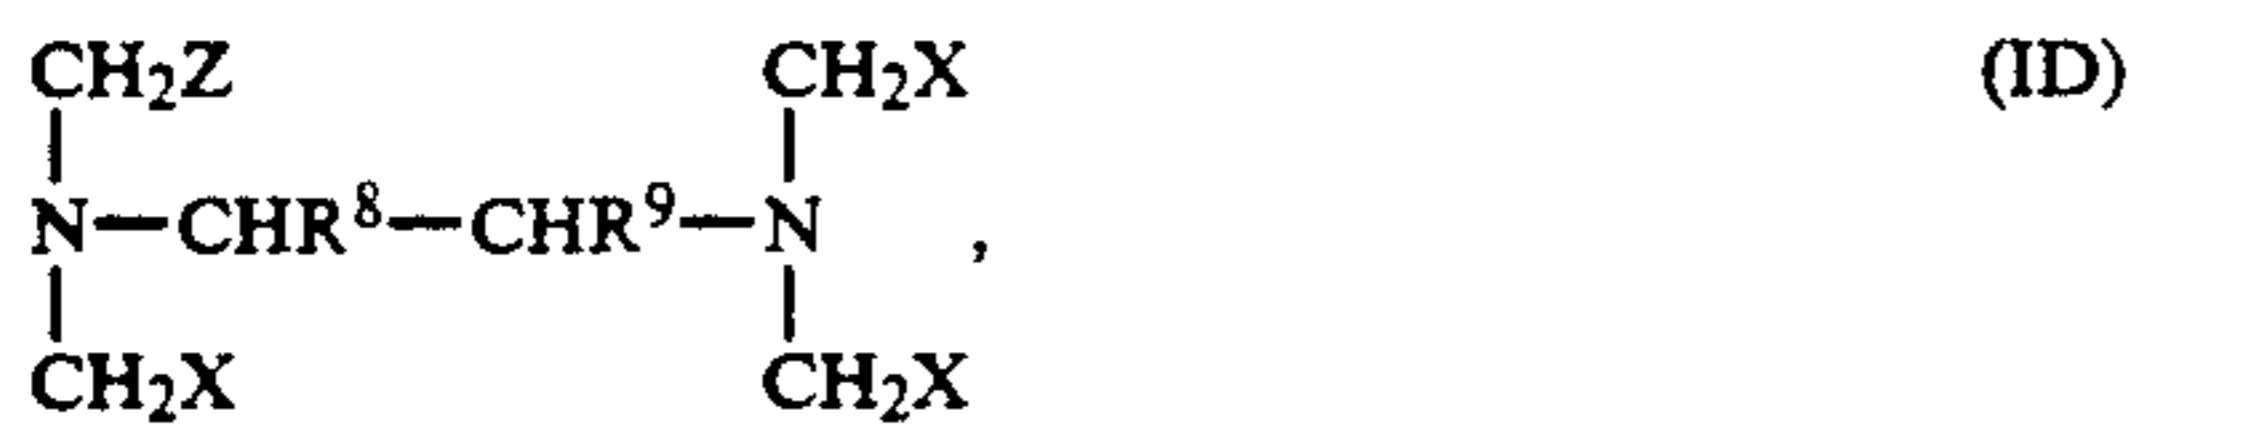 CH₂Z CH₂X (ID)
N—CHR⁸—CHR⁹—N ,
CH₂X CH₂X